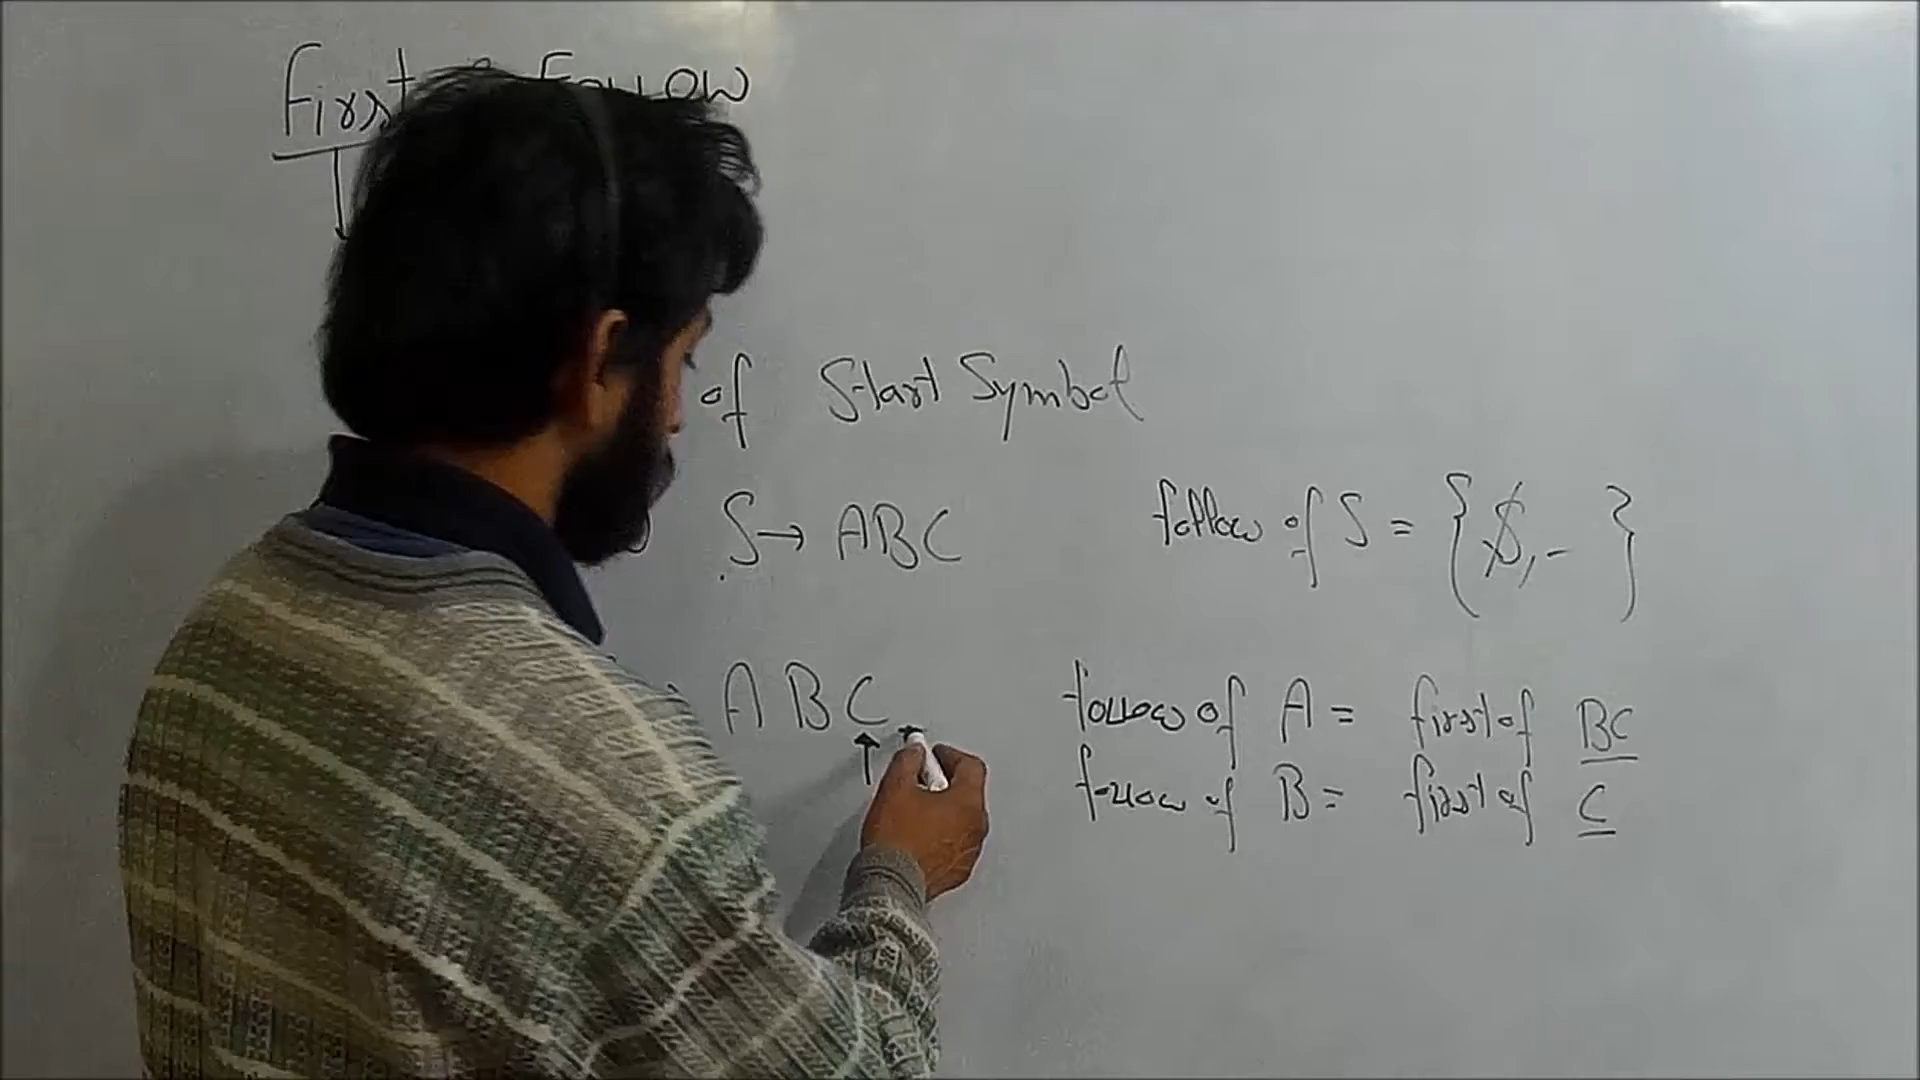 First & Follow
of Start Symbol
S → ABC follow of S = { $, - }
A B C follow of A = first of BC
follow of B = first of C